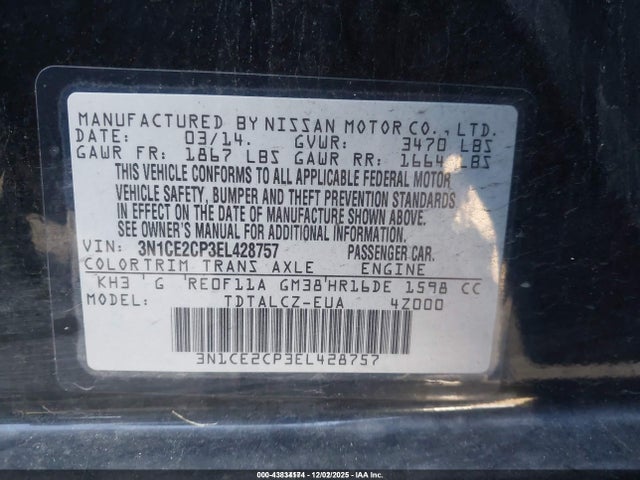 MANUFACTURED BY NISSAN MOTOR CO., LTD.
DATE: 03/14. GVWR: 3470 LBS
GAWR FR: 1867 LBS GAWR RR: 1664 LBS
THIS VEHICLE CONFORMS TO ALL APPLICABLE FEDERAL MOTOR
VEHICLE SAFETY, BUMPER AND THEFT PREVENTION STANDARDS
IN EFFECT ON THE DATE OF MANUFACTURE SHOWN ABOVE.
SEE OWNER'S MANUAL FOR ADDITIONAL INFORMATION.
VIN: 3N1CE2CP3EL428757 PASSENGER CAR.
COLOR TRIM TRANS AXLE ENGINE
KH3 G RE0F11A GM38 HR16DE 1598 CC
MODEL: TDTALCZ-EUA 4Z000
3N1CE2CP3EL428757
12/02/2025 - IAA Inc.